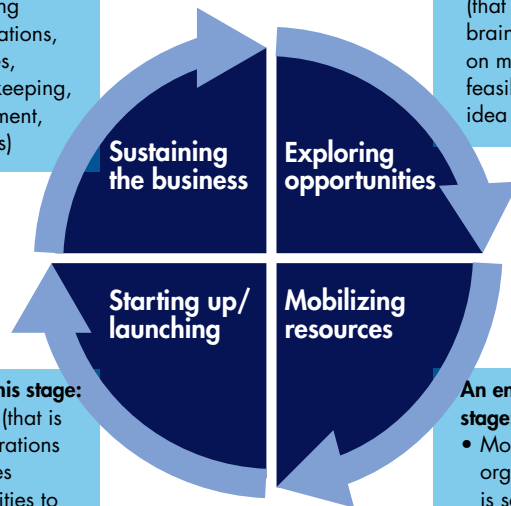 ations,
keeping,
ment,
(that
brain
on m
feasi
idea
Sustaining
the business
Exploring
opportunities
Starting up/
launching
Mobilizing
resources
his stage:
(that is
rations
es
ities to
An en
stage
• Mo
org
is s